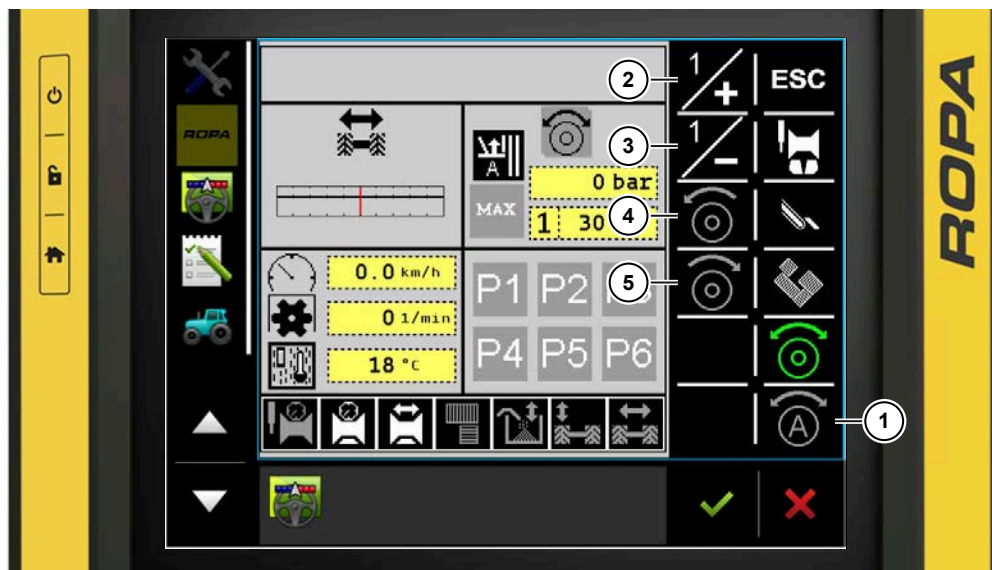 ROPA
ROPA
1/+
ESC
1/−
A
0 bar
MAX
1 30
0.0 km/h
0 1/min
18 °C
P1 P2
P4 P5 P6
A
2
3
4
5
1